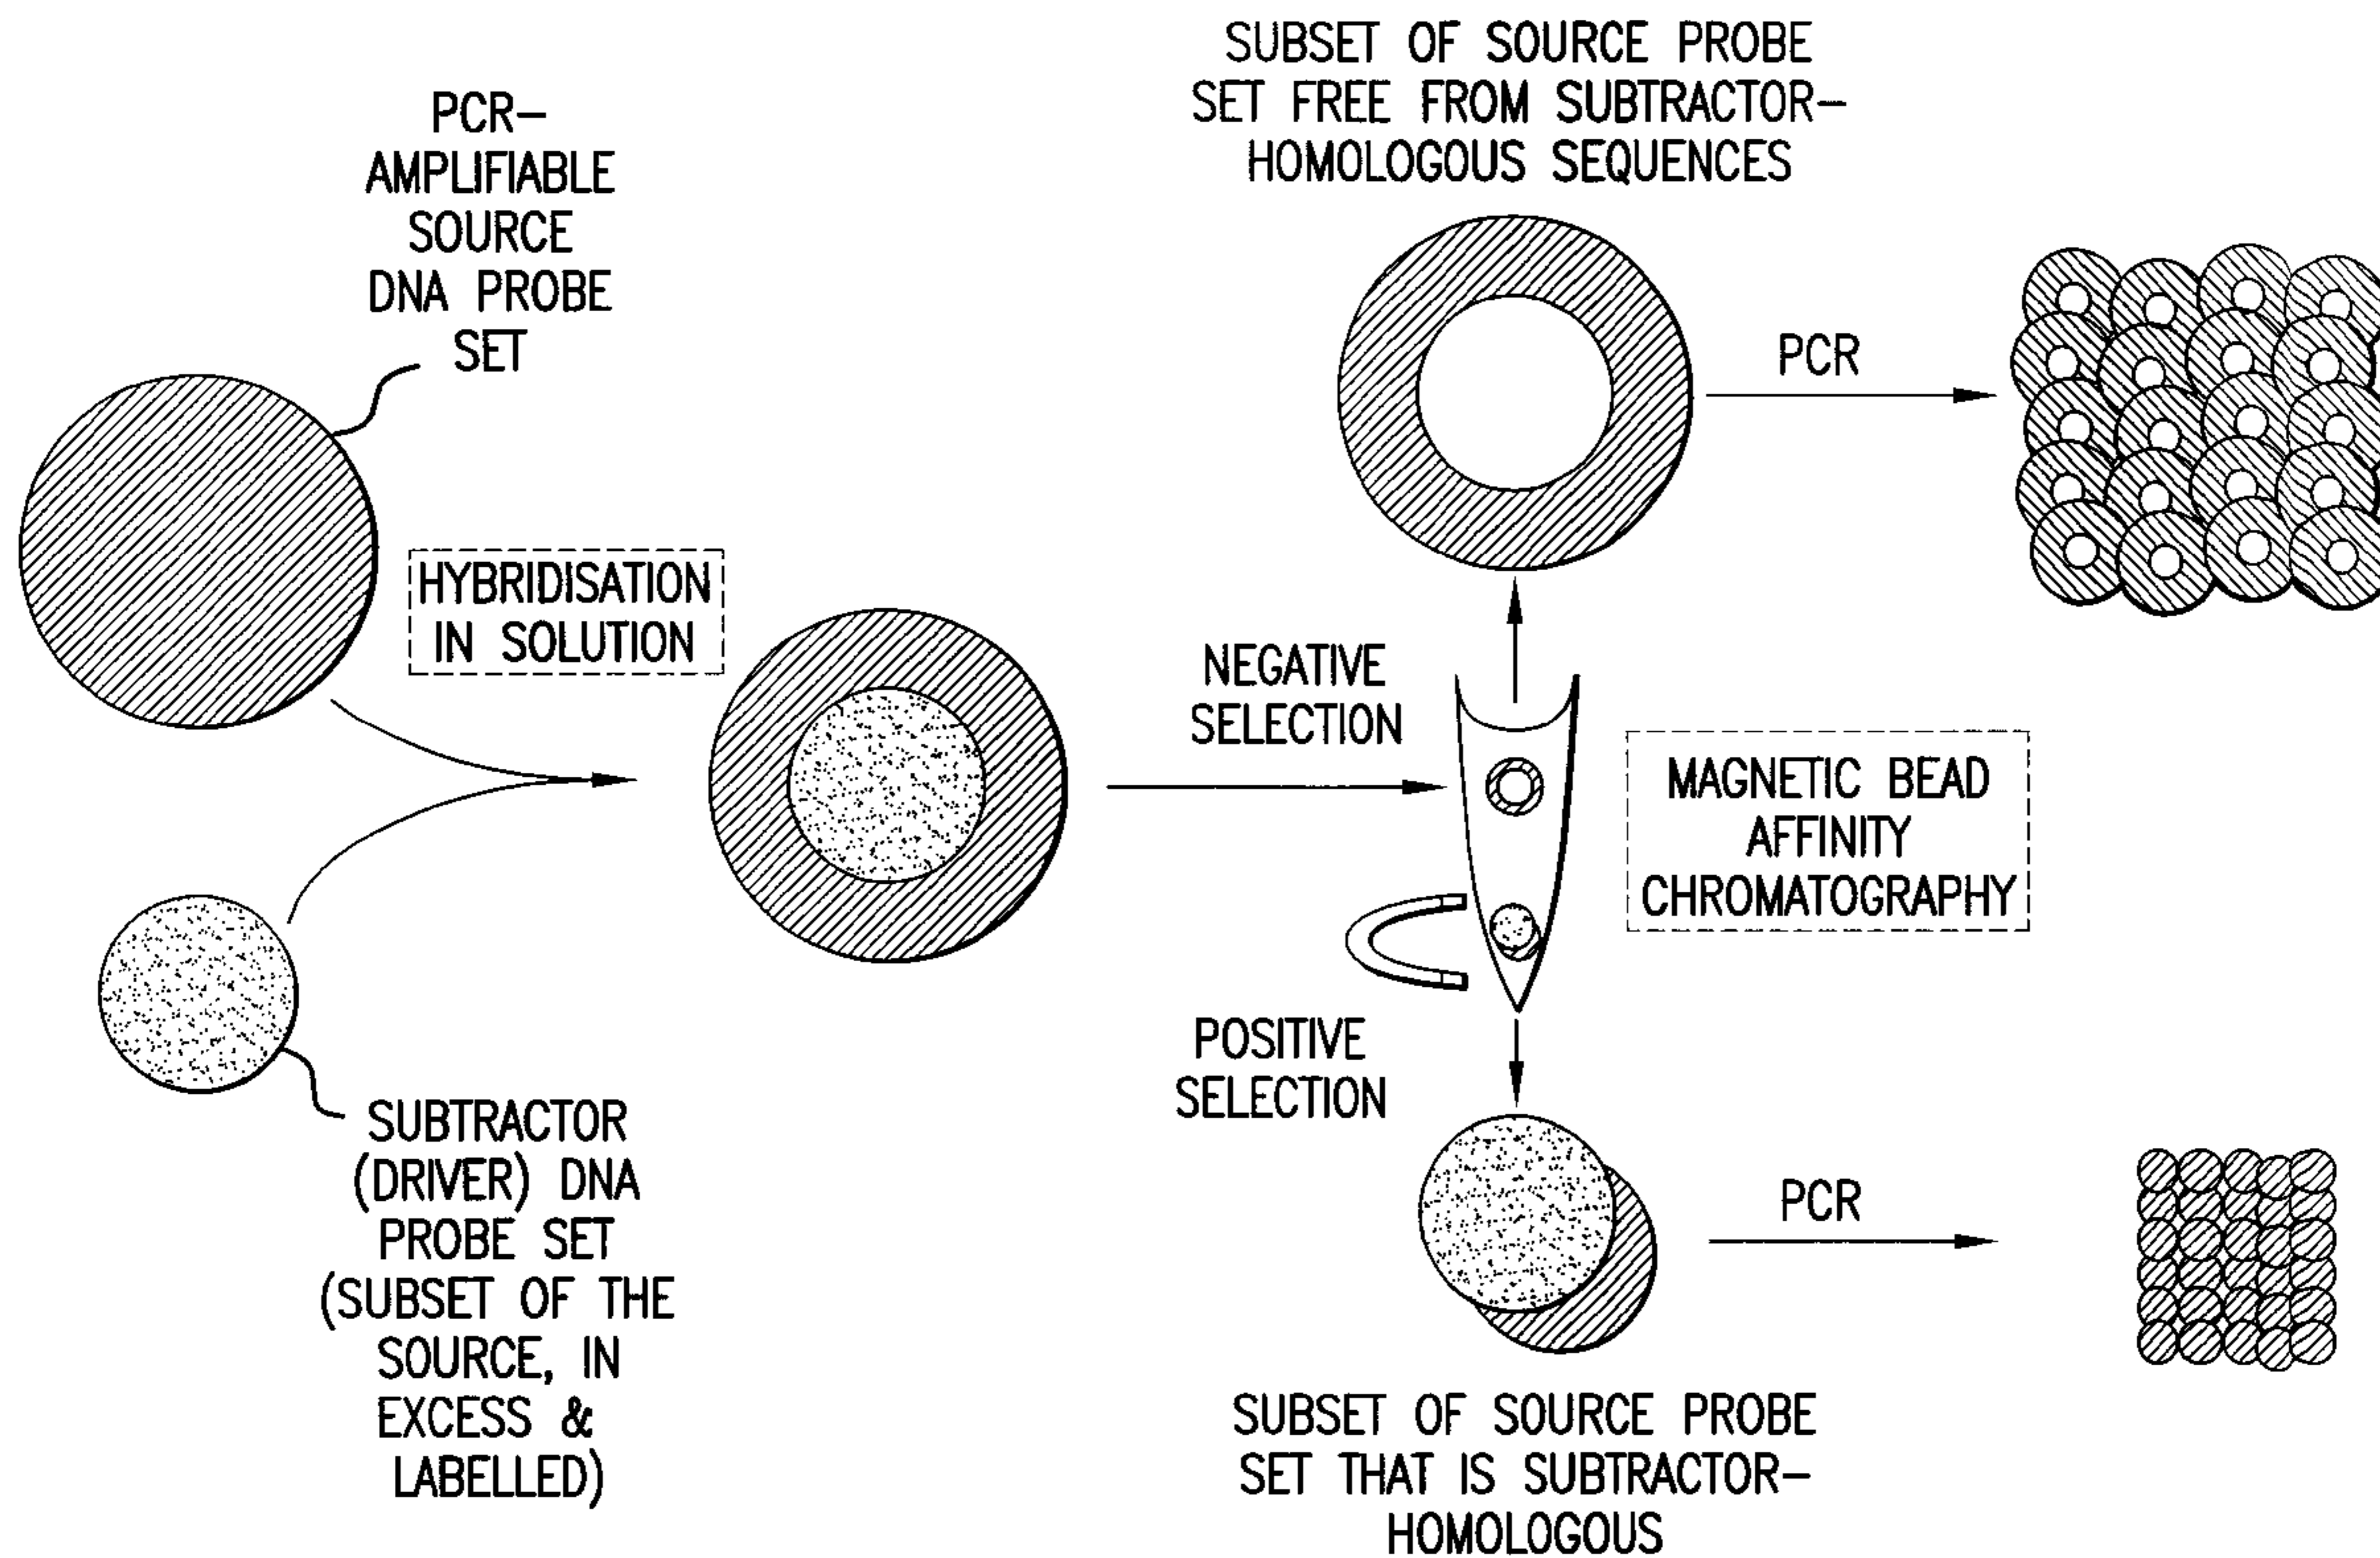 PCR-
AMPLIFIABLE
SOURCE
DNA PROBE
SET
HYBRIDISATION
IN SOLUTION
SUBTRACTOR
(DRIVER) DNA
PROBE SET
(SUBSET OF THE
SOURCE, IN
EXCESS &
LABELLED)
NEGATIVE
SELECTION
SUBSET OF SOURCE PROBE
SET FREE FROM SUBTRACTOR-
HOMOLOGOUS SEQUENCES
PCR
MAGNETIC BEAD
AFFINITY
CHROMATOGRAPHY
POSITIVE
SELECTION
PCR
SUBSET OF SOURCE PROBE
SET THAT IS SUBTRACTOR-
HOMOLOGOUS